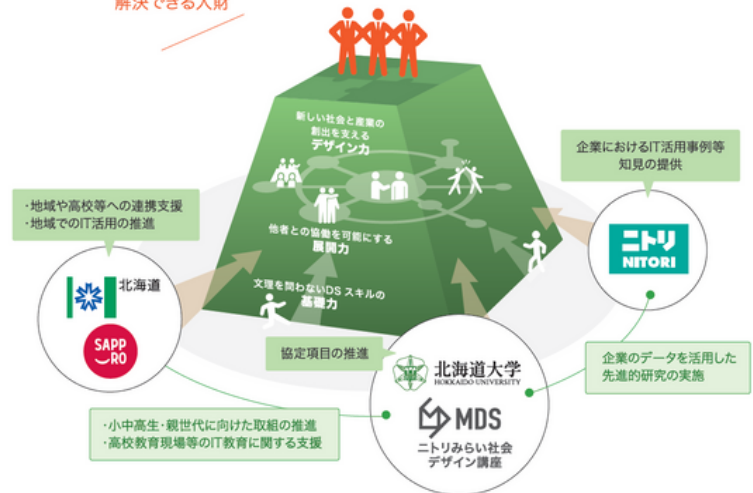 解決できる人財
新しい社会と産業の
創出を支える
デザイン力
企業におけるIT活用事例等
知見の提供
・地域や高校等への連携支援
・地域でのIT活用の推進
他者との協働を可能にする
展開力
ニトリ
NITORI
北海道
文理を問わないDSスキルの
基礎力
SAPP
RO
協定項目の推進
北海道大学
HOKKAIDO UNIVERSITY
企業のデータを活用した
先進的研究の実施
MDS
・小中高生・親世代に向けた取組の推進
・高校教育現場等のIT教育に関する支援
ニトリみらい社会
デザイン講座